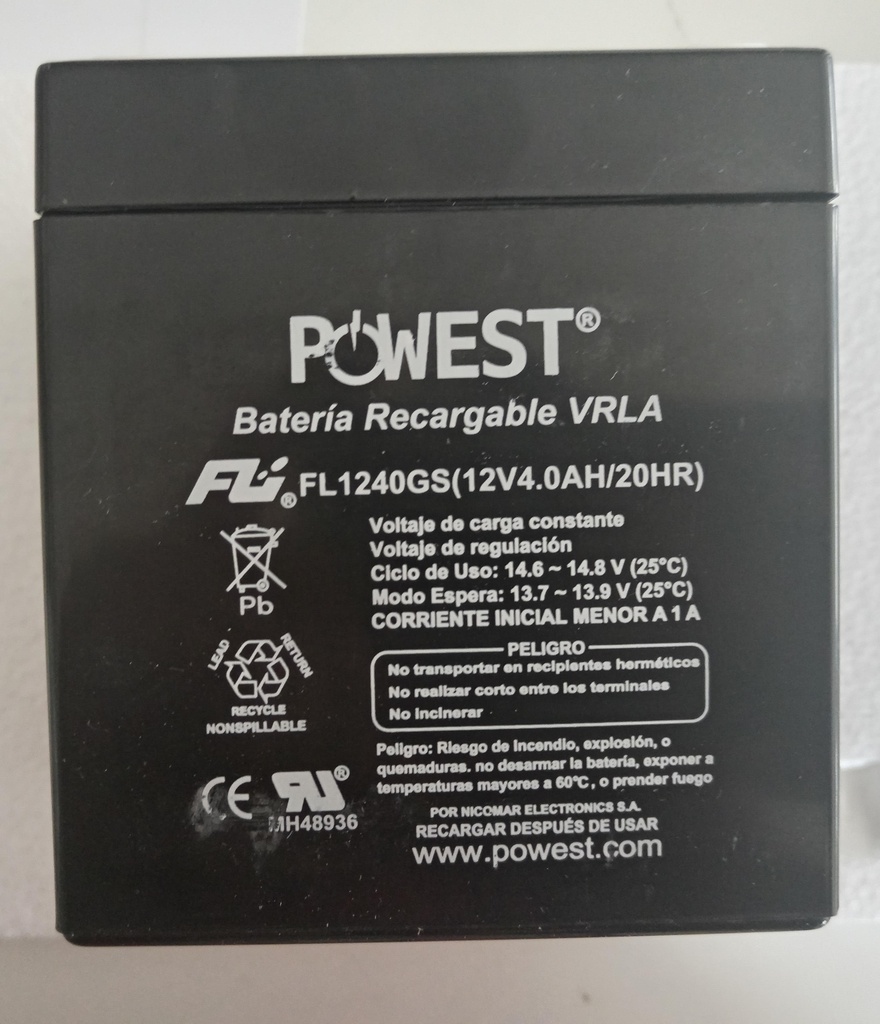 POWEST®
Batería Recargable VRLA
FLi® FL1240GS(12V4.0AH/20HR)
Voltaje de carga constante
Voltaje de regulación
Ciclo de Uso: 14.6 ~ 14.8 V (25°C)
Modo Espera: 13.7 ~ 13.9 V (25°C)
CORRIENTE INICIAL MENOR A 1 A
Pb
LEAD RETURN
RECYCLE
NONSPILLABLE
PELIGRO
No transportar en recipientes herméticos
No realizar corto entre los terminales
No incinerar
Peligro: Riesgo de incendio, explosión, o
quemaduras. no desarmar la batería, exponer a
temperaturas mayores a 60°C, o prender fuego
CE RU®
MH48936
POR NICOMAR ELECTRONICS S.A.
RECARGAR DESPUÉS DE USAR
www.powest.com